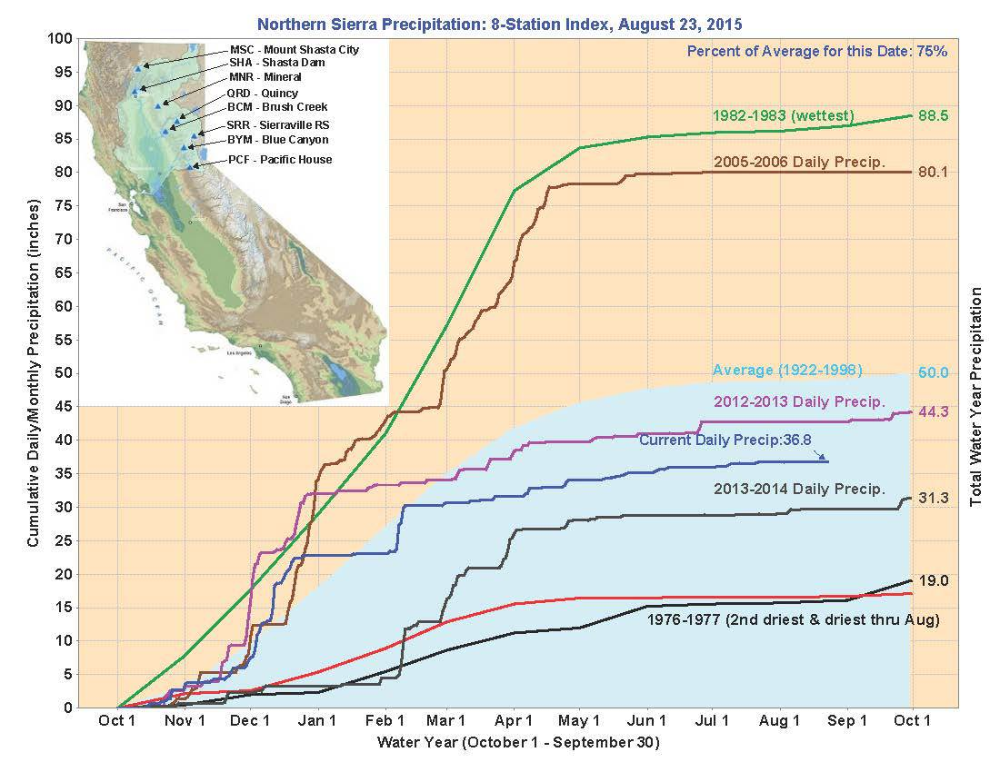 Northern Sierra Precipitation: 8-Station Index, August 23, 2015
Percent of Average for this Date: 75%
MSC - Mount Shasta City
SHA - Shasta Dam
MNR - Mineral
QRD - Quincy
BCM - Brush Creek
SRR - Sierraville RS
BYM - Blue Canyon
PCF - Pacific House
San Francisco
PACIFIC OCEAN
Los Angeles
San Diego
Cumulative Daily/Monthly Precipitation (inches)
100
95
90
85
80
75
70
65
60
55
50
45
40
35
30
25
20
15
10
5
0
1982-1983 (wettest)
88.5
2005-2006 Daily Precip.
80.1
Average (1922-1998)
50.0
2012-2013 Daily Precip.
44.3
Current Daily Precip:36.8
2013-2014 Daily Precip.
31.3
19.0
1976-1977 (2nd driest & driest thru Aug)
Total Water Year Precipitation
Oct 1 Nov 1 Dec 1 Jan 1 Feb 1 Mar 1 Apr 1 May 1 Jun 1 Jul 1 Aug 1 Sep 1 Oct 1
Water Year (October 1 - September 30)